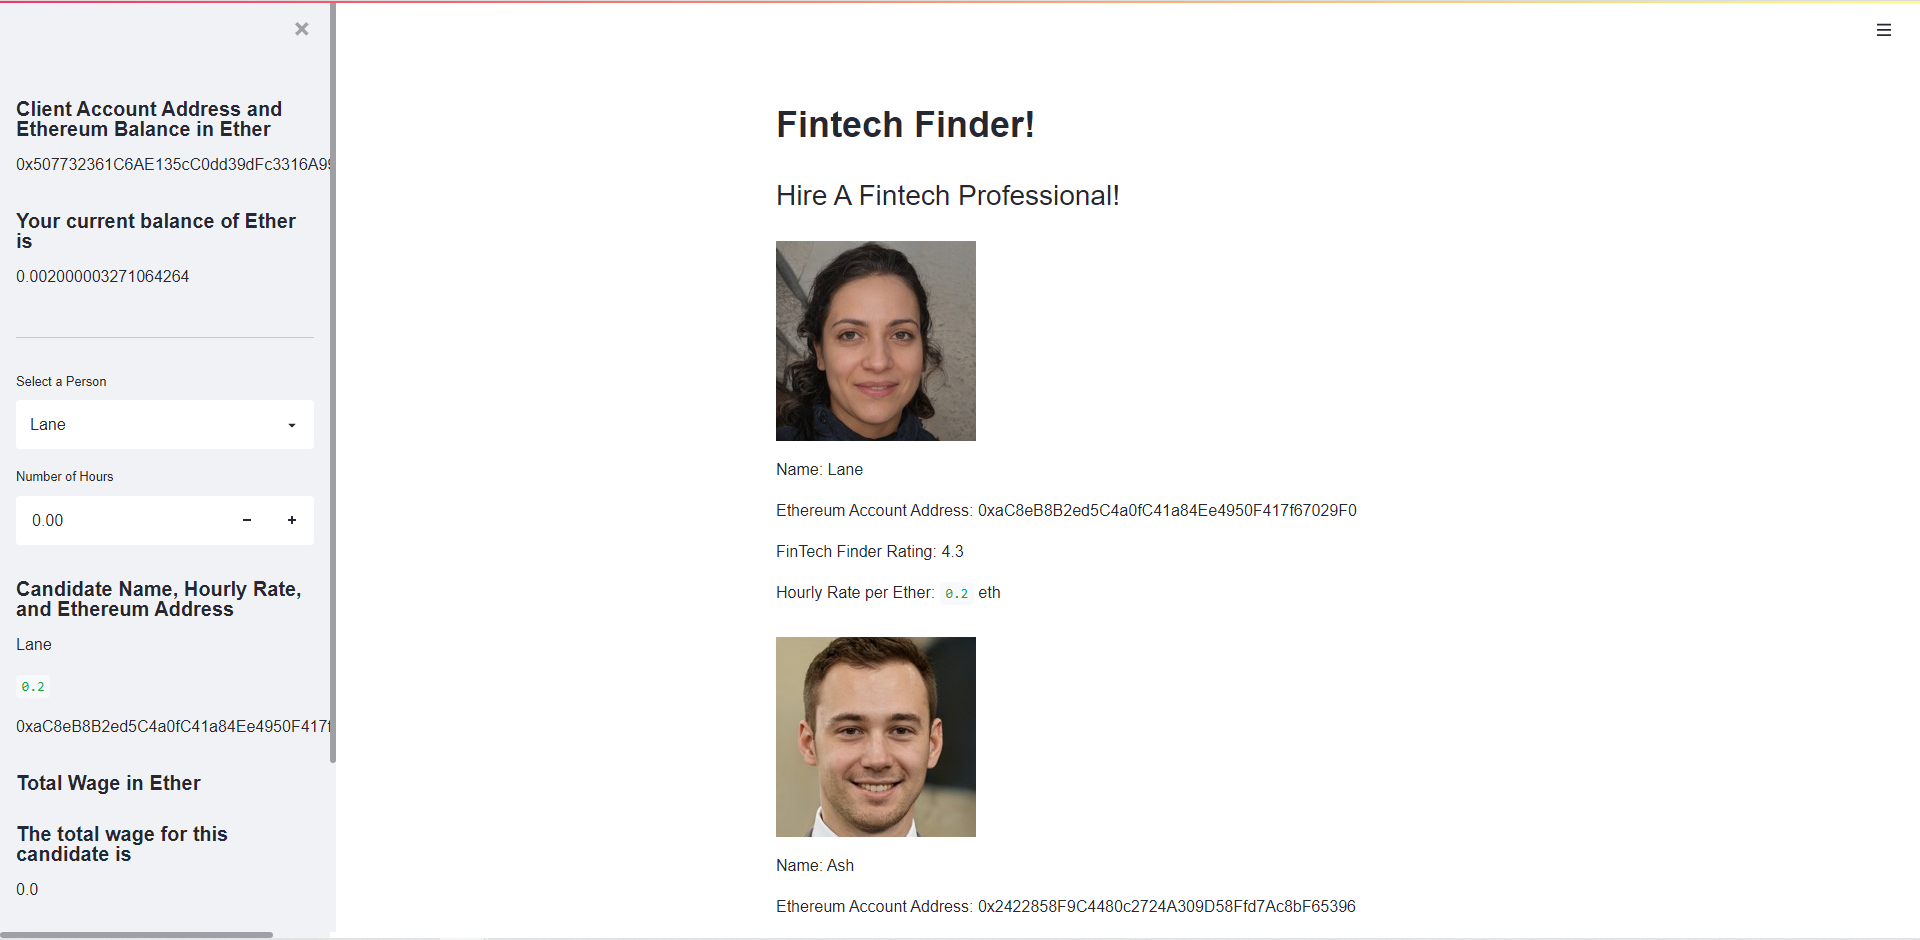 Client Account Address and
Ethereum Balance in Ether
0x507732361C6AE135cC0dd39dFc3316A99
Your current balance of Ether
is
0.002000003271064264
Select a Person
Lane
Number of Hours
0.00
Candidate Name, Hourly Rate,
and Ethereum Address
Lane
0.2
0xaC8eB8B2ed5C4a0fC41a84Ee4950F417f
Total Wage in Ether
The total wage for this
candidate is
0.0
Fintech Finder!
Hire A Fintech Professional!
Name: Lane
Ethereum Account Address: 0xaC8eB8B2ed5C4a0fC41a84Ee4950F417f67029F0
FinTech Finder Rating: 4.3
Hourly Rate per Ether: 0.2 eth
Name: Ash
Ethereum Account Address: 0x2422858F9C4480c2724A309D58Ffd7Ac8bF65396